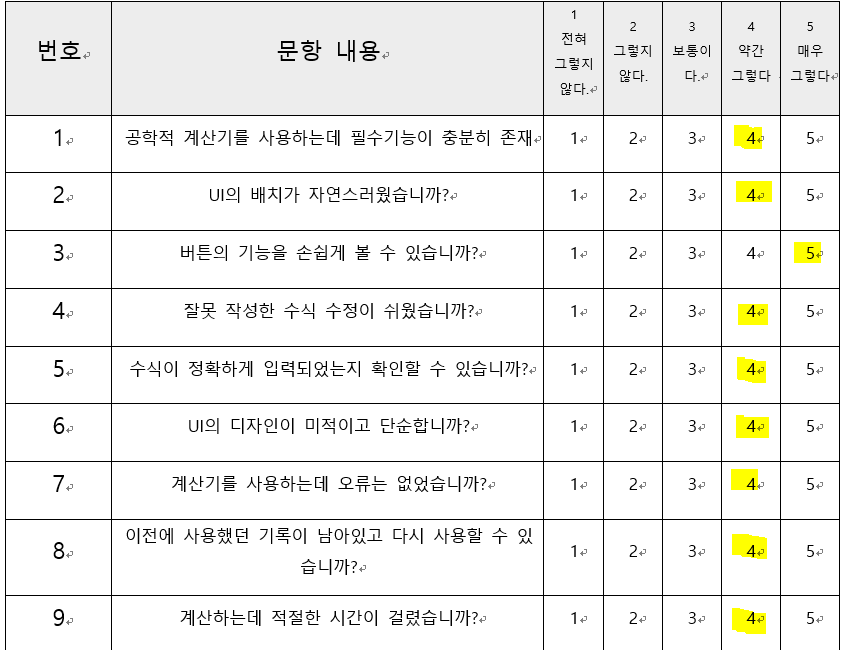 번호 문항 내용 1 전혀 그렇지 않다. 2 그렇지 않다. 3 보통이다. 4 약간 그렇다 5 매우 그렇다
1 공학적 계산기를 사용하는데 필수기능이 충분히 존재 1 2 3 4 5
2 UI의 배치가 자연스러웠습니까? 1 2 3 4 5
3 버튼의 기능을 손쉽게 볼 수 있습니까? 1 2 3 4 5
4 잘못 작성한 수식 수정이 쉬웠습니까? 1 2 3 4 5
5 수식이 정확하게 입력되었는지 확인할 수 있습니까? 1 2 3 4 5
6 UI의 디자인이 미적이고 단순합니까? 1 2 3 4 5
7 계산기를 사용하는데 오류는 없었습니까? 1 2 3 4 5
8 이전에 사용했던 기록이 남아있고 다시 사용할 수 있
습니까? 1 2 3 4 5
9 계산하는데 적절한 시간이 걸렸습니까? 1 2 3 4 5